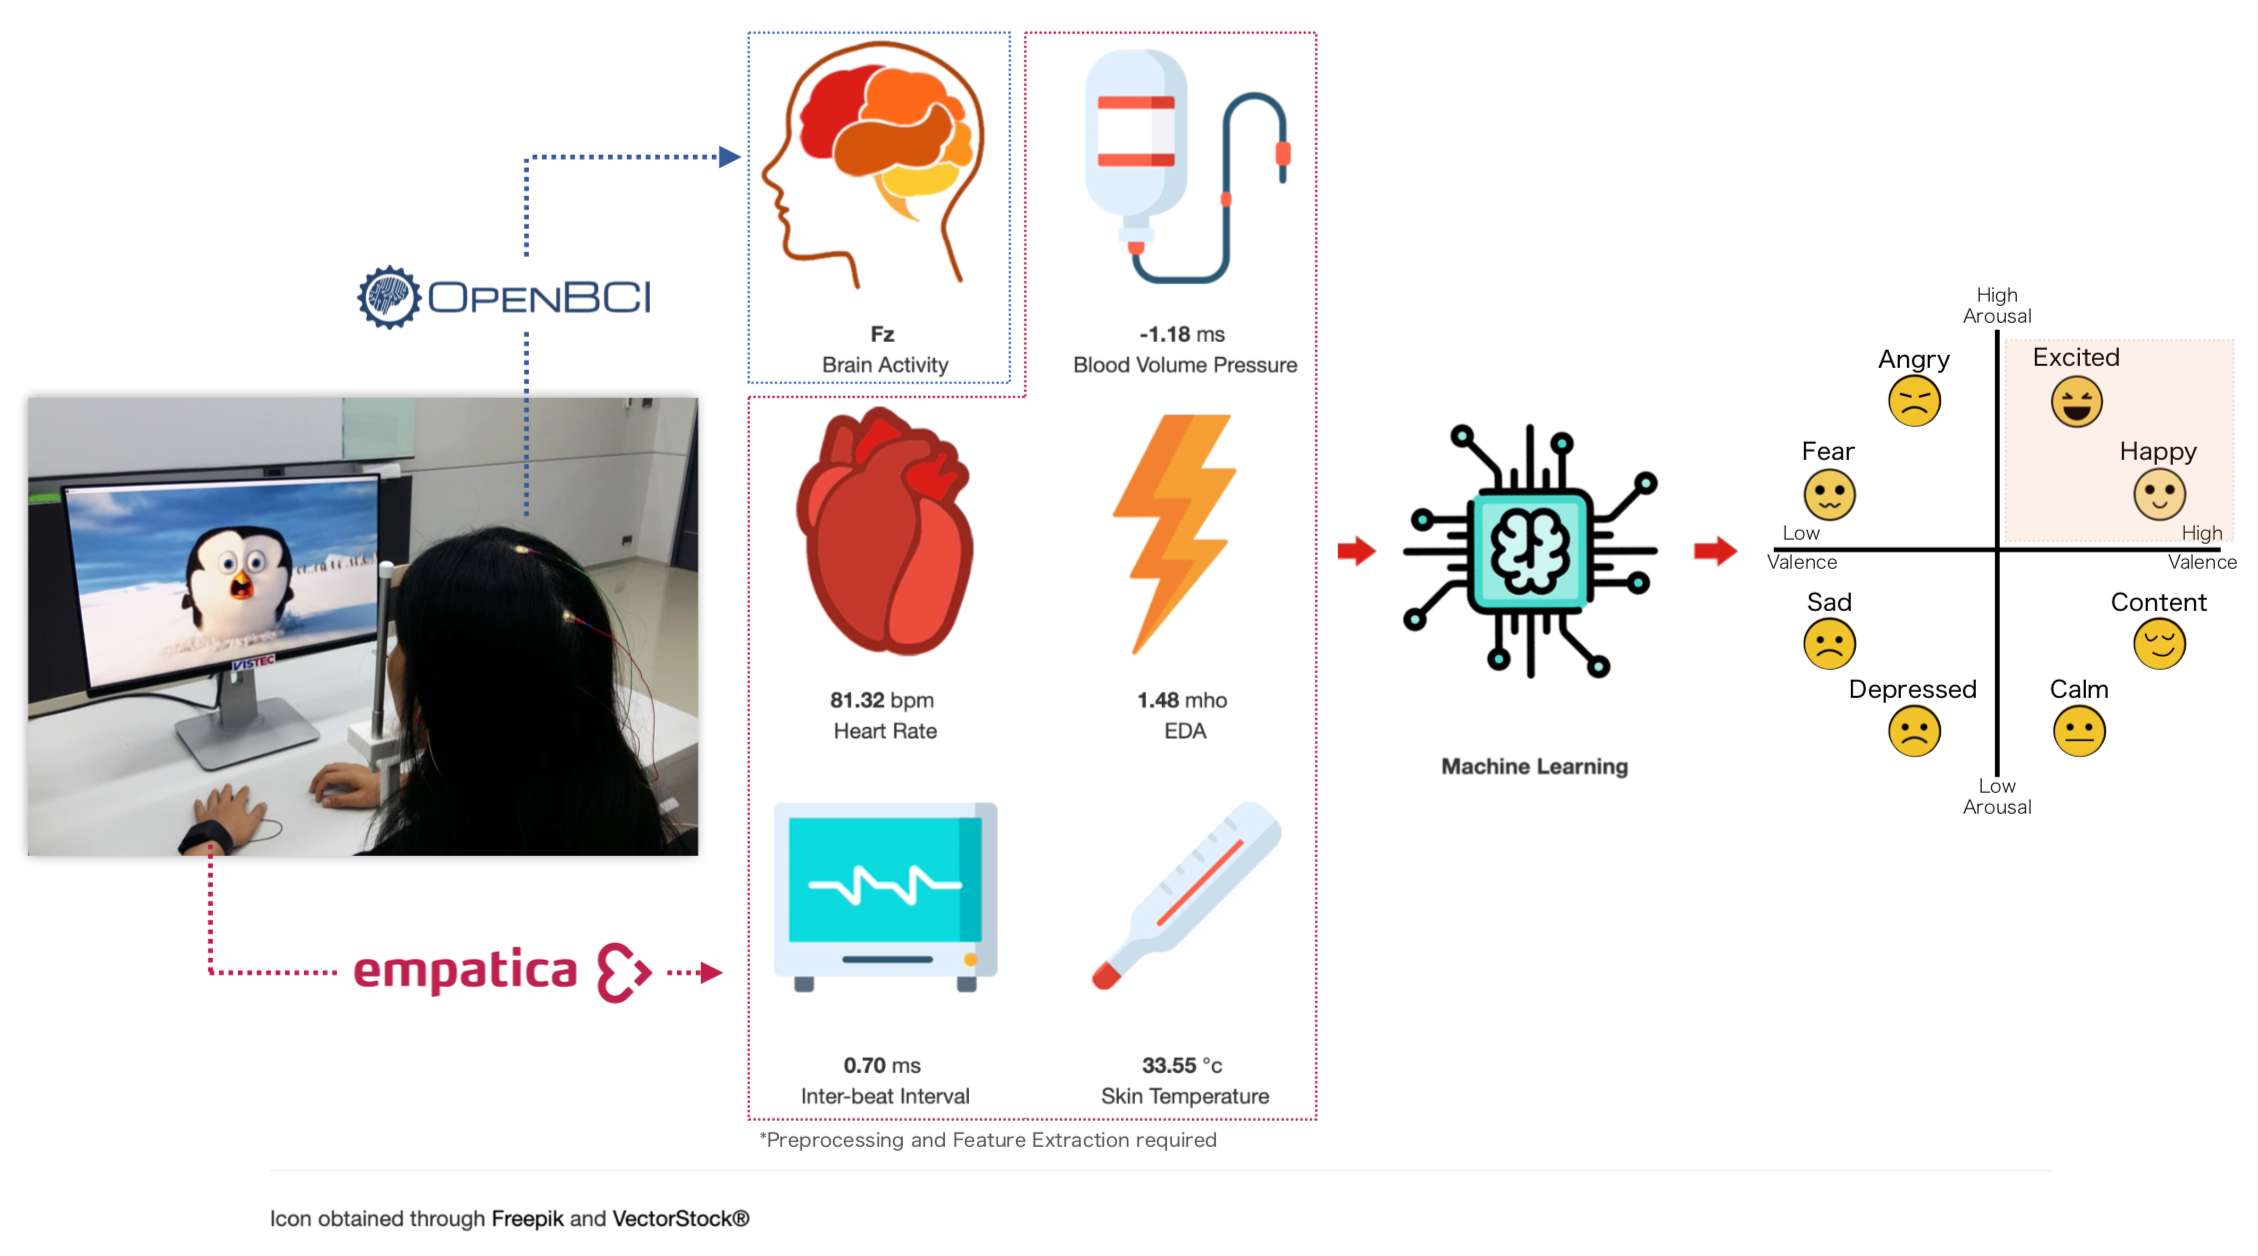 OPENBCI
VISTEC
empatica
Fz
Brain Activity
-1.18 ms
Blood Volume Pressure
81.32 bpm
Heart Rate
1.48 mho
EDA
0.70 ms
Inter-beat Interval
33.55 °c
Skin Temperature
*Preprocessing and Feature Extraction required
Machine Learning
High
Arousal
Angry
Excited
Fear
Happy
Low
Valence
High
Valence
Sad
Content
Depressed
Calm
Low
Arousal
Icon obtained through Freepik and VectorStock®